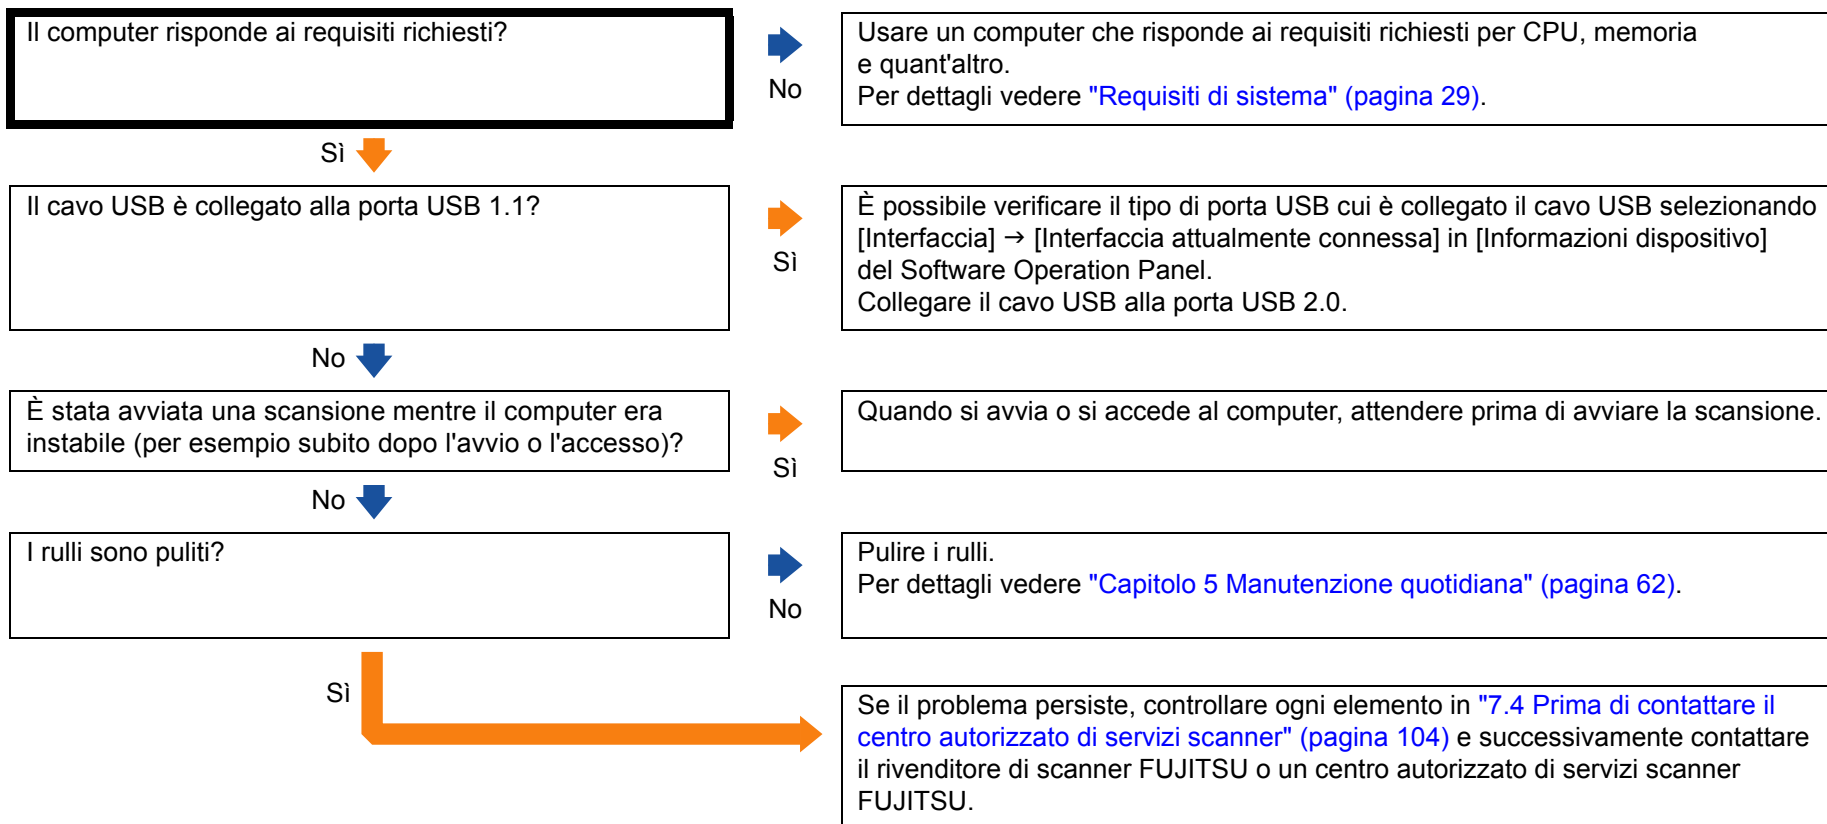 Il computer risponde ai requisiti richiesti?
No
Usare un computer che risponde ai requisiti richiesti per CPU, memoria
e quant'altro.
Per dettagli vedere "Requisiti di sistema" (pagina 29).
Sì
Il cavo USB è collegato alla porta USB 1.1?
Sì
È possibile verificare il tipo di porta USB cui è collegato il cavo USB selezionando
[Interfaccia] → [Interfaccia attualmente connessa] in [Informazioni dispositivo]
del Software Operation Panel.
Collegare il cavo USB alla porta USB 2.0.
No
È stata avviata una scansione mentre il computer era
instabile (per esempio subito dopo l'avvio o l'accesso)?
Sì
Quando si avvia o si accede al computer, attendere prima di avviare la scansione.
No
I rulli sono puliti?
No
Pulire i rulli.
Per dettagli vedere "Capitolo 5 Manutenzione quotidiana" (pagina 62).
Sì
Se il problema persiste, controllare ogni elemento in "7.4 Prima di contattare il
centro autorizzato di servizi scanner" (pagina 104) e successivamente contattare
il rivenditore di scanner FUJITSU o un centro autorizzato di servizi scanner
FUJITSU.